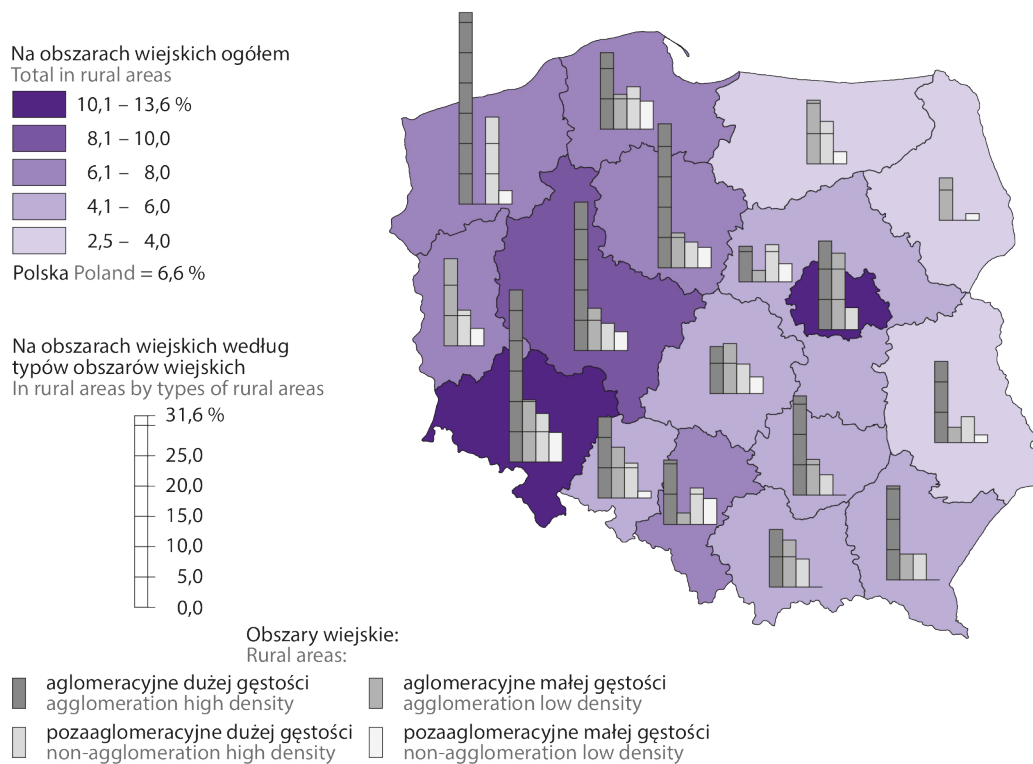 Na obszarach wiejskich ogółem
Total in rural areas
10,1 – 13,6 %
8,1 – 10,0
6,1 – 8,0
4,1 – 6,0
2,5 – 4,0
Polska Poland = 6,6 %
Na obszarach wiejskich według
typów obszarów wiejskich
In rural areas by types of rural areas
31,6 %
25,0
20,0
15,0
10,0
5,0
0,0
Obszary wiejskie:
Rural areas:
aglomeracyjne dużej gęstości
agglomeration high density
aglomeracyjne małej gęstości
agglomeration low density
pozaaglomeracyjne dużej gęstości
non-agglomeration high density
pozaaglomeracyjne małej gęstości
non-agglomeration low density